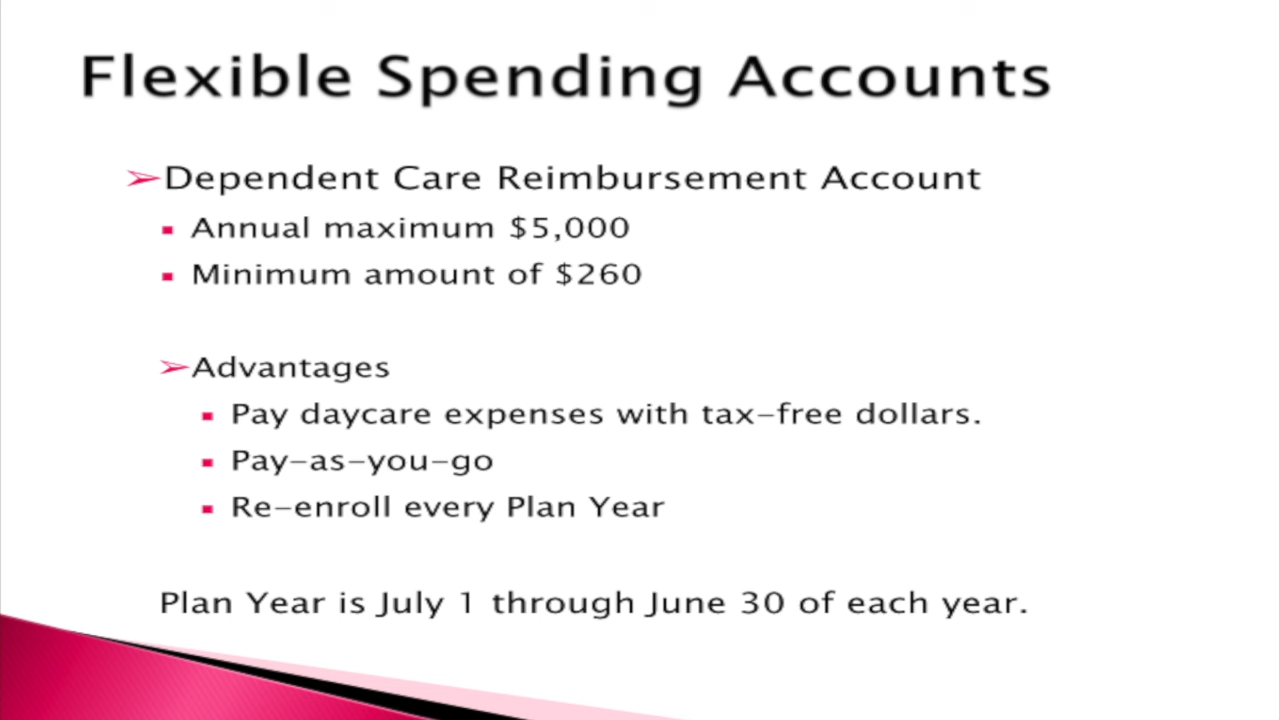 Flexible Spending Accounts
➢Dependent Care Reimbursement Account
▪ Annual maximum $5,000
▪ Minimum amount of $260
➢Advantages
▪ Pay daycare expenses with tax-free dollars.
▪ Pay-as-you-go
▪ Re-enroll every Plan Year
Plan Year is July 1 through June 30 of each year.